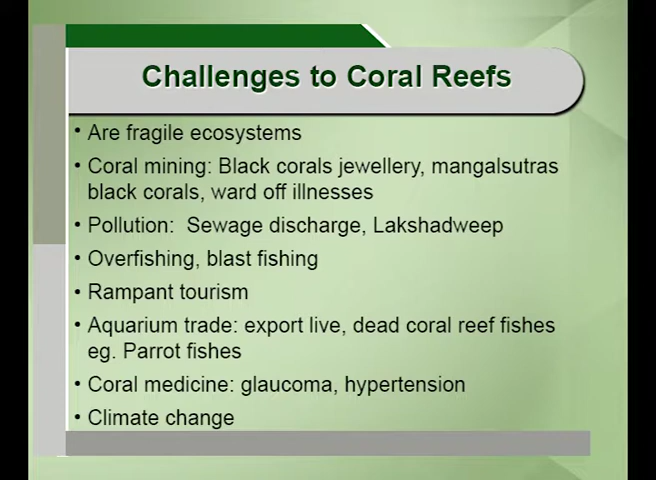 Challenges to Coral Reefs
• Are fragile ecosystems
• Coral mining: Black corals jewellery, mangalsutras
black corals, ward off illnesses
• Pollution:  Sewage discharge, Lakshadweep
• Overfishing, blast fishing
• Rampant tourism
• Aquarium trade: export live, dead coral reef fishes
eg. Parrot fishes
• Coral medicine: glaucoma, hypertension
• Climate change